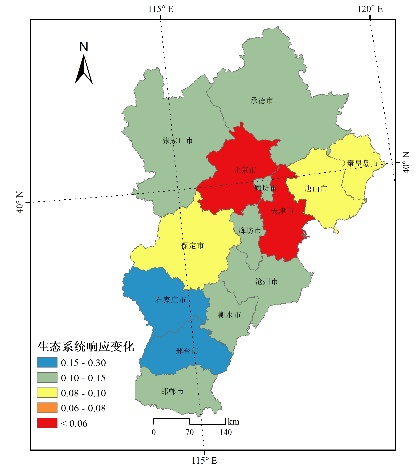 115° E
120° E
N
承德市
张家口市
北京市
秦皇岛市
廊坊市
唐山市
40° N
40° N
天津市
廊坊市
保定市
沧州市
石家庄市
衡水市
邢台市
邯郸市
生态系统响应变化
0.15 - 0.30
0.10 - 0.15
0.08 - 0.10
0.06 - 0.08
< 0.06
km
0 70 140
115° E